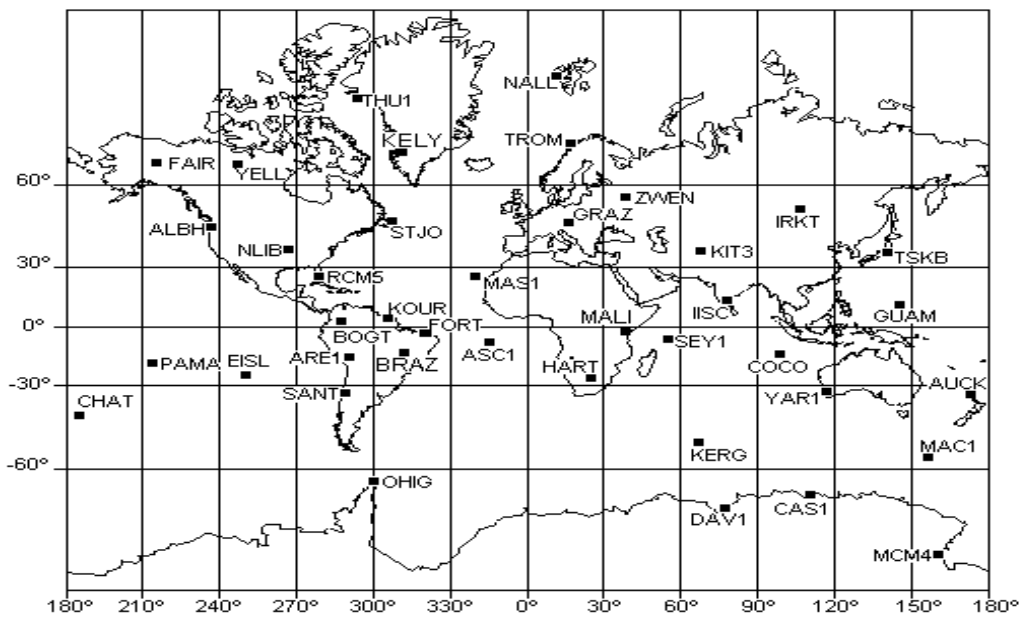 NALL
THU1
TROM
KELY
FAIR
YELL
60°
ZWEN
GRAZ
IRKT
ALBH
STJO
NLIB
KIT3
TSKB
30°
RCM5
MAS1
IISC
KOUR
MALI
GUAM
0°
FORT
BOGT
SEY1
ASC1
PAMA
EISL
ARE1
BRAZ
HART
COCO
-30°
SANT
YAR1
AUCK
CHAT
KERG
MAC1
-60°
OHIG
DAV1
CAS1
MCM4
180° 210° 240° 270° 300° 330° 0° 30° 60° 90° 120° 150° 180°